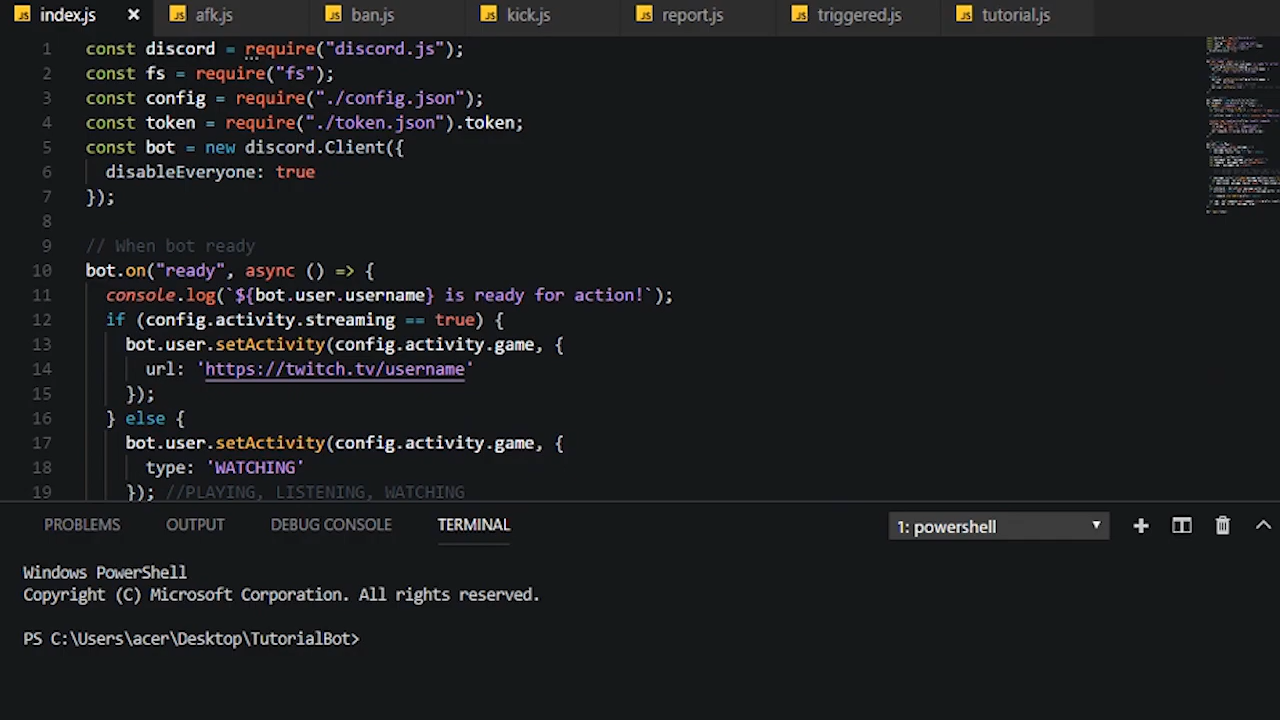 index.js × afk.js ban.js kick.js report.js triggered.js tutorial.js
1 const discord = require("discord.js");
2 const fs = require("fs");
3 const config = require("./config.json");
4 const token = require("./token.json").token;
5 const bot = new discord.Client({
6 disableEveryone: true
7 });
8
9 // When bot ready
10 bot.on("ready", async () => {
11 console.log(`${bot.user.username} is ready for action!`);
12 if (config.activity.streaming == true) {
13 bot.user.setActivity(config.activity.game, {
14 url: 'https://twitch.tv/username'
15 });
16 } else {
17 bot.user.setActivity(config.activity.game, {
18 type: 'WATCHING'
19 }); //PLAYING, LISTENING, WATCHING
PROBLEMS OUTPUT DEBUG CONSOLE TERMINAL 1: powershell
Windows PowerShell
Copyright (C) Microsoft Corporation. All rights reserved.
PS C:\Users\acer\Desktop\TutorialBot>